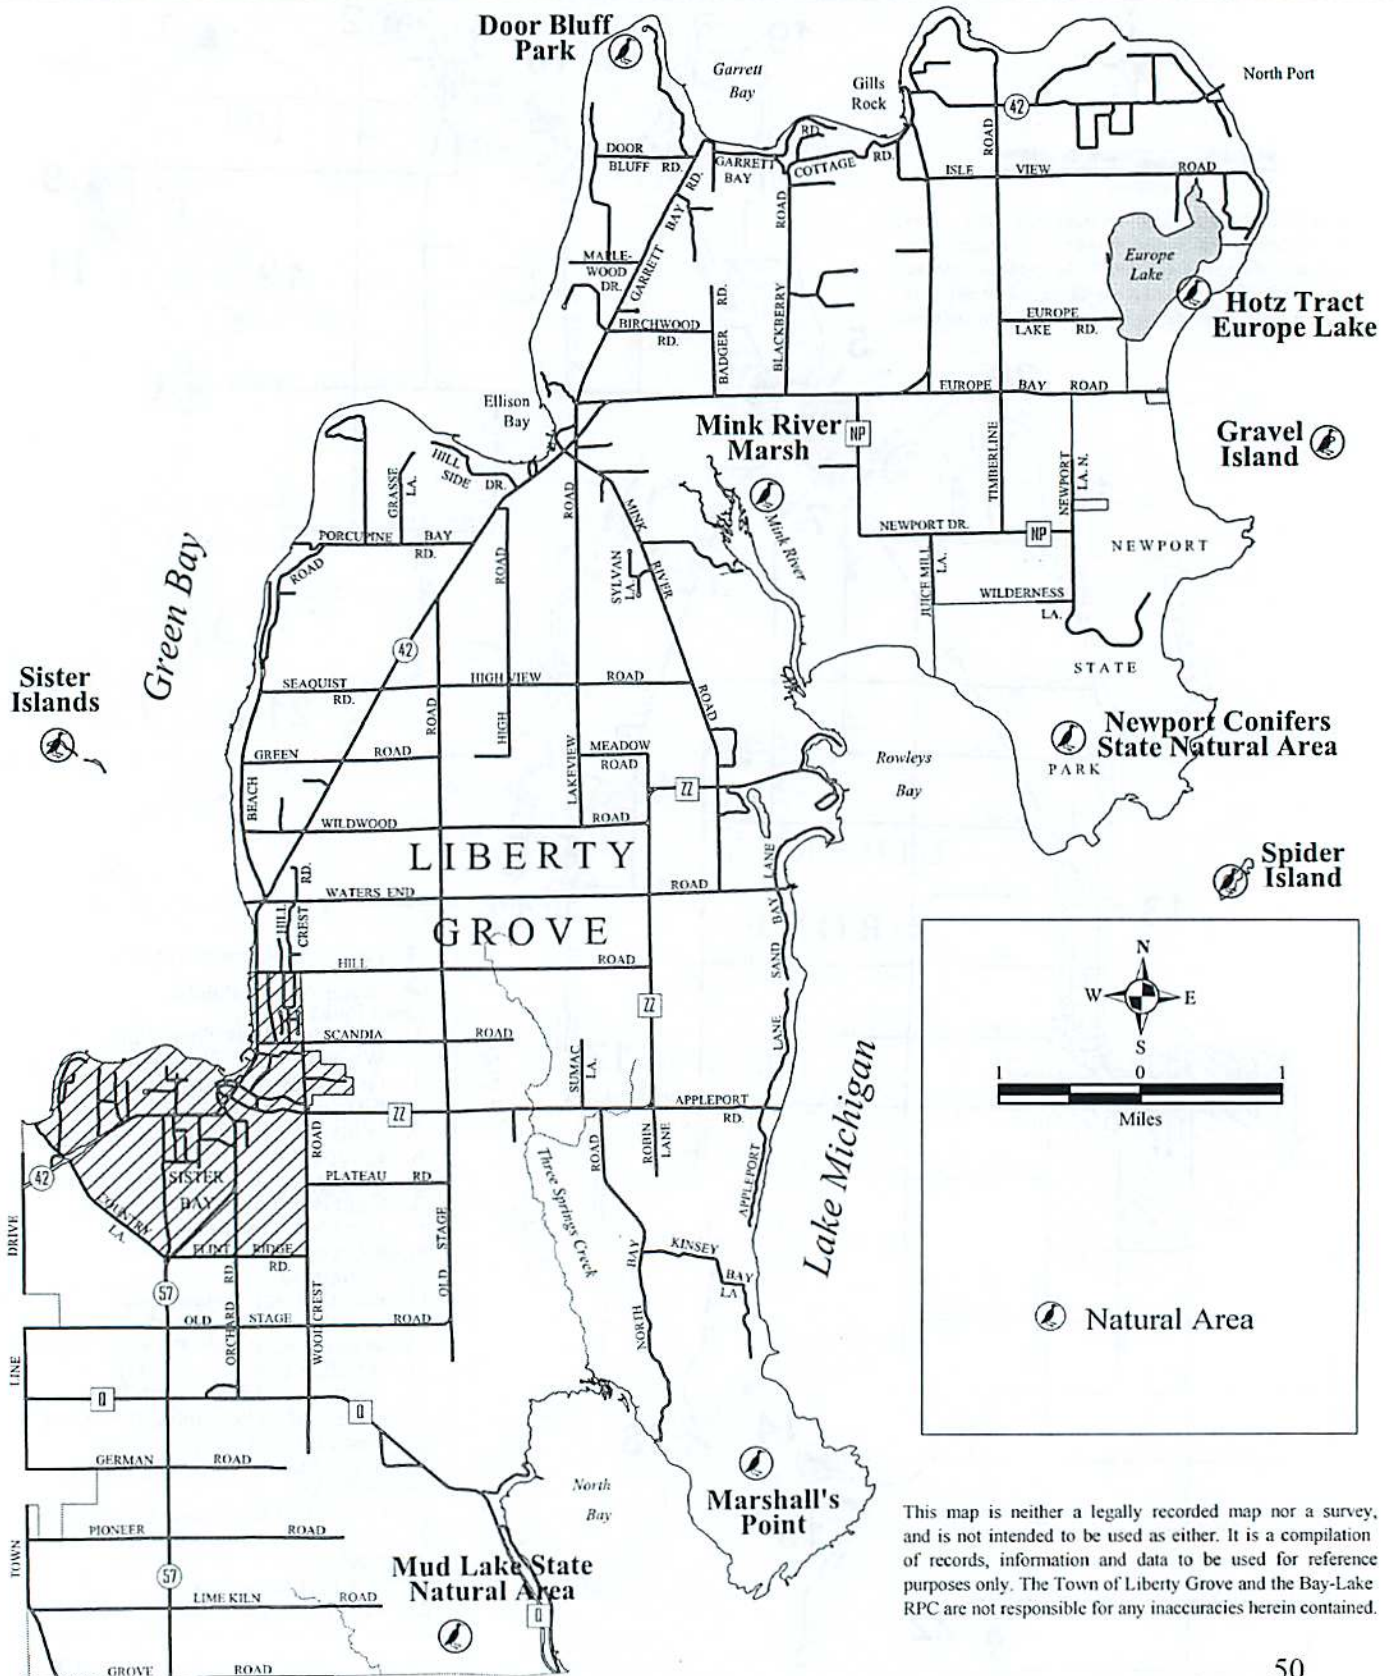 Door Bluff
Park
Garrett
Bay
Gills
Rock
North Port
42
ROAD
RD.
DOOR
BLUFF RD.
GARRETT
BAY
RD.
COTTAGE RD.
ISLE VIEW ROAD
GARRETT BAY RD.
BLACKBERRY ROAD
MAPLE-
WOOD
DR.
BIRCHWOOD
RD.
BADGER RD.
Europe
Lake
Hotz Tract
Europe Lake
EUROPE
LAKE RD.
EUROPE BAY ROAD
Ellison
Bay
Mink River
Marsh
NP
Gravel
Island
HILL
SIDE
DR.
GRASSE
LA.
TIMBERLINE
NEWPORT
LA. N.
Mink River
PORCUPINE BAY
RD.
ROAD
NEWPORT DR.
NP
NEWPORT
JUICE MILL
LA.
WILDERNESS
LA.
STATE
PARK
SYLVAN
LA.
MINK RIVER ROAD
Green Bay
42
Sister
Islands
SEAQUIST
RD.
HIGH VIEW ROAD
HIGH ROAD
ROAD
LAKEVIEW ROAD
MEADOW
ROAD
GREEN ROAD
BEACH
Newport Conifers
State Natural Area
Rowleys
Bay
ZZ
WILDWOOD ROAD
LIBERTY
GROVE
Spider
Island
HILL
CREST
RD.
WATERS END ROAD
SAND BAY LANE
HILL ROAD
ZZ
SCANDIA ROAD
SUMAC
LA.
LANE
N
W E
S
1 0 1
Miles
Natural Area
Lake Michigan
ZZ
APPLEPORT
RD.
ROBIN
LANE
APPLEPORT
PLATEAU RD
SISTER
BAY
42
COUNTRY
LA.
FLINT RIDGE
RD.
Three Springs Creek
KINSEY
BAY
LA
NORTH BAY ROAD
57
OLD STAGE ROAD
ORCHARD RD.
WOODCREST ROAD
OLD STAGE
TOWN LINE DRIVE
Q
Q
GERMAN ROAD
North
Bay
Marshall's
Point
PIONEER ROAD
57
Mud Lake State
Natural Area
LIME KILN ROAD
Q
GROVE ROAD
This map is neither a legally recorded map nor a survey,
and is not intended to be used as either. It is a compilation
of records, information and data to be used for reference
purposes only. The Town of Liberty Grove and the Bay-Lake
RPC are not responsible for any inaccuracies herein contained.
50